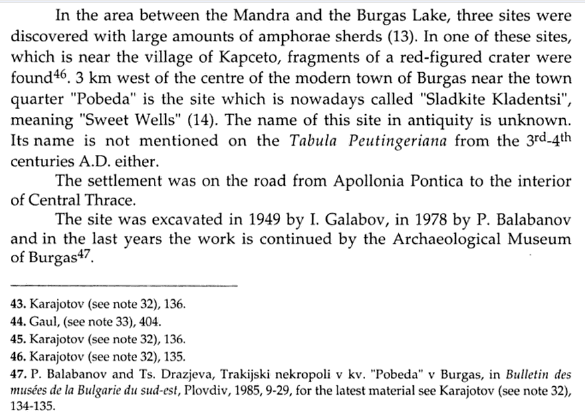 In the area between the Mandra and the Burgas Lake, three sites were
discovered with large amounts of amphorae sherds (13). In one of these sites,
which is near the village of Kapceto, fragments of a red-figured crater were
found46. 3 km west of the centre of the modern town of Burgas near the town
quarter "Pobeda" is the site which is nowadays called "Sladkite Kladentsi",
meaning "Sweet Wells" (14). The name of this site in antiquity is unknown.
Its name is not mentioned on the Tabula Peutingeriana from the 3rd-4th
centuries A.D. either.
The settlement was on the road from Apollonia Pontica to the interior
of Central Thrace.
The site was excavated in 1949 by I. Galabov, in 1978 by P. Balabanov
and in the last years the work is continued by the Archaeological Museum
of Burgas47.
43. Karajotov (see note 32), 136.
44. Gaul, (see note 33), 404.
45. Karajotov (see note 32), 136.
46. Karajotov (see note 32), 135.
47. P. Balabanov and Ts. Drazjeva, Trakijski nekropoli v kv. "Pobeda" v Burgas, in Bulletin des
musées de la Bulgarie du sud-est, Plovdiv, 1985, 9-29, for the latest material see Karajotov (see note 32),
134-135.